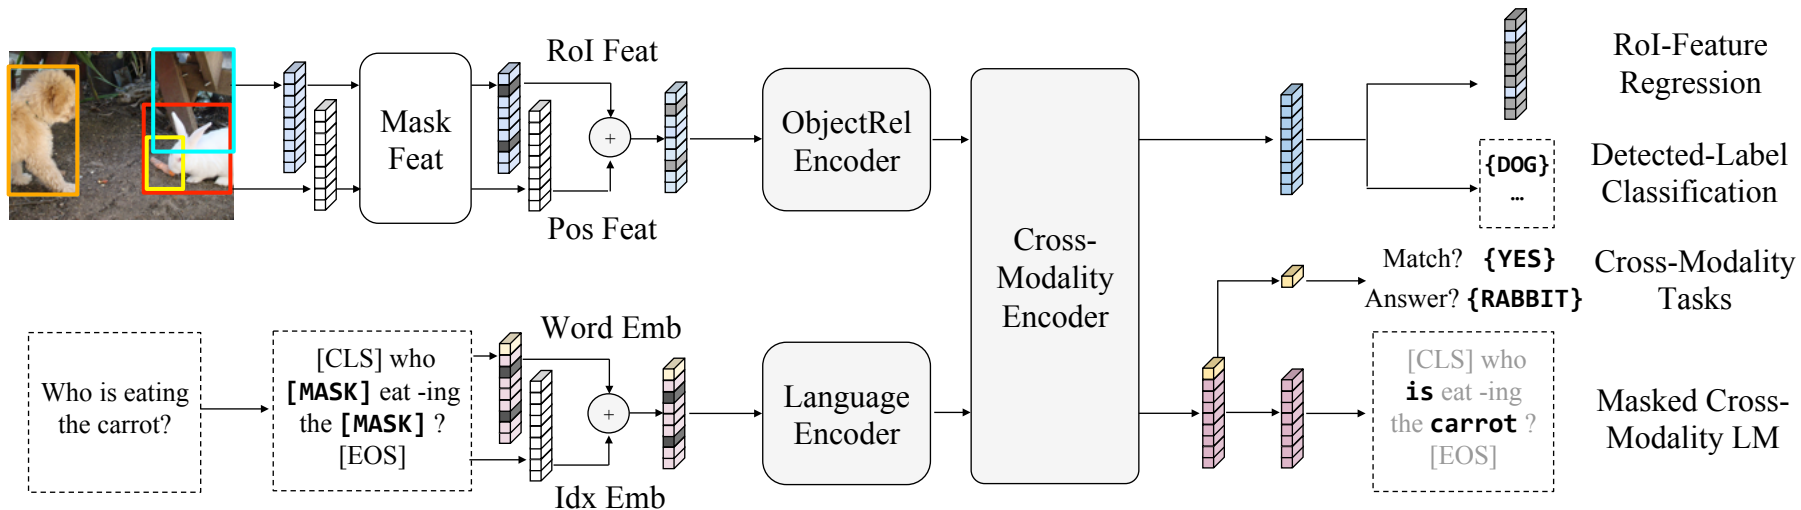 RoI Feat
Mask
Feat
Pos Feat
+
ObjectRel
Encoder
RoI-Feature
Regression
{DOG}
...
Detected-Label
Classification
Cross-
Modality
Encoder
Match? {YES}
Answer? {RABBIT}
Cross-Modality
Tasks
Who is eating
the carrot?
[CLS] who
[MASK] eat -ing
the [MASK] ?
[EOS]
Word Emb
+
Idx Emb
Language
Encoder
[CLS] who
is eat -ing
the carrot ?
[EOS]
Masked Cross-
Modality LM